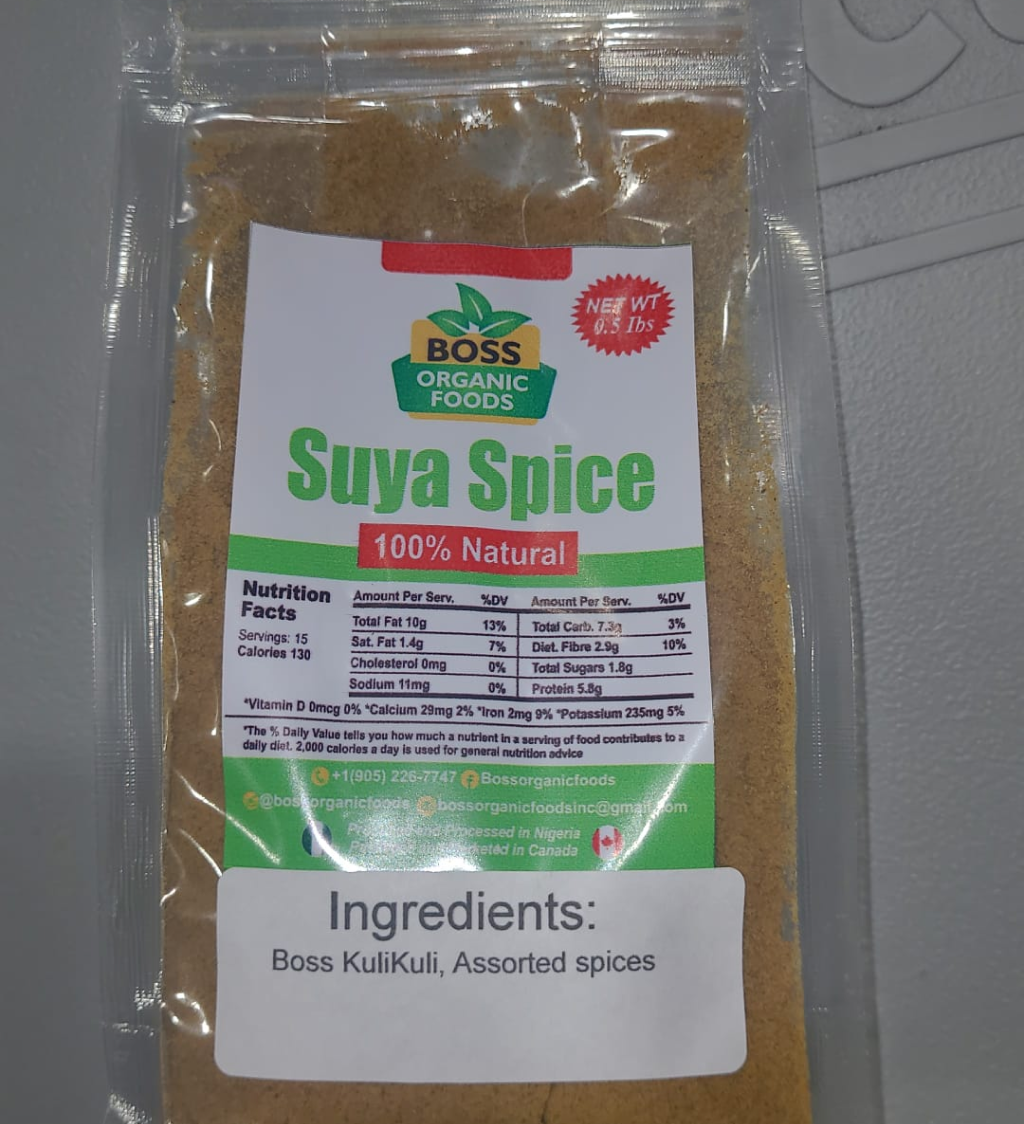 NET WT
0.5 lbs
BOSS
ORGANIC
FOODS
Suya Spice
100% Natural
Nutrition
Facts
Servings: 15
Calories 130
Amount Per Serv. %DV
Total Fat 10g 13%
Sat. Fat 1.4g 7%
Cholesterol 0mg 0%
Sodium 11mg 0%
Amount Per Serv. %DV
Total Carb. 7.3g 3%
Diet. Fibre 2.9g 10%
Total Sugars 1.8g
Protein 5.8g
*Vitamin D 0mcg 0% *Calcium 29mg 2% *Iron 2mg 9% *Potassium 235mg 5%
*The % Daily Value tells you how much a nutrient in a serving of food contributes to a
daily diet. 2,000 calories a day is used for general nutrition advice
+1(905) 226-7747 Bossorganicfoods
@bossorganicfoods bossorganicfoodsinc@gmail.com
and Processed in Nigeria
in Canada
Ingredients:
Boss KuliKuli, Assorted spices